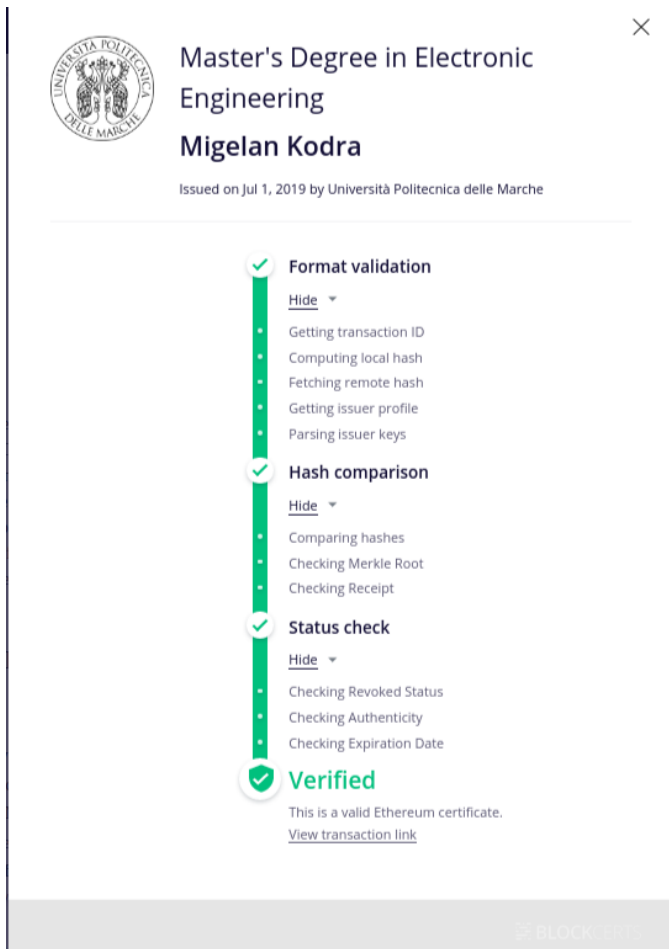 UNIVERSITÀ POLITECNICA
DELLE MARCHE
Master's Degree in Electronic
Engineering
Migelan Kodra
Issued on Jul 1, 2019 by Università Politecnica delle Marche
Format validation
Hide
Getting transaction ID
Computing local hash
Fetching remote hash
Getting issuer profile
Parsing issuer keys
Hash comparison
Hide
Comparing hashes
Checking Merkle Root
Checking Receipt
Status check
Hide
Checking Revoked Status
Checking Authenticity
Checking Expiration Date
Verified
This is a valid Ethereum certificate.
View transaction link
BLOCKCERTS